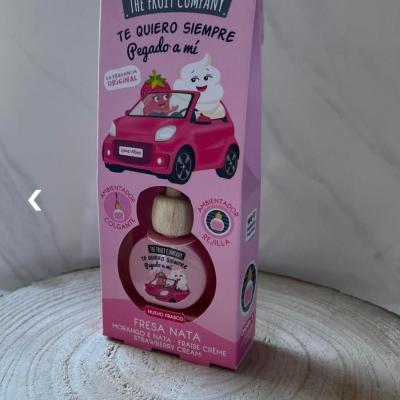 THE FRUIT COMPANY
TE QUIERO SIEMPRE
Pegado a mí
LA FRAGANCIA
ORIGINAL
AMBIENTADOR
COLGANTE
AMBIENTADOR
REJILLA
THE FRUIT COMPANY
TE QUIERO SIEMPRE
Pegado a mí
NUEVO FRASCO
FRESA NATA
MORANGO E NATA · FRAISE CRÈME
STRAWBERRY CREAM